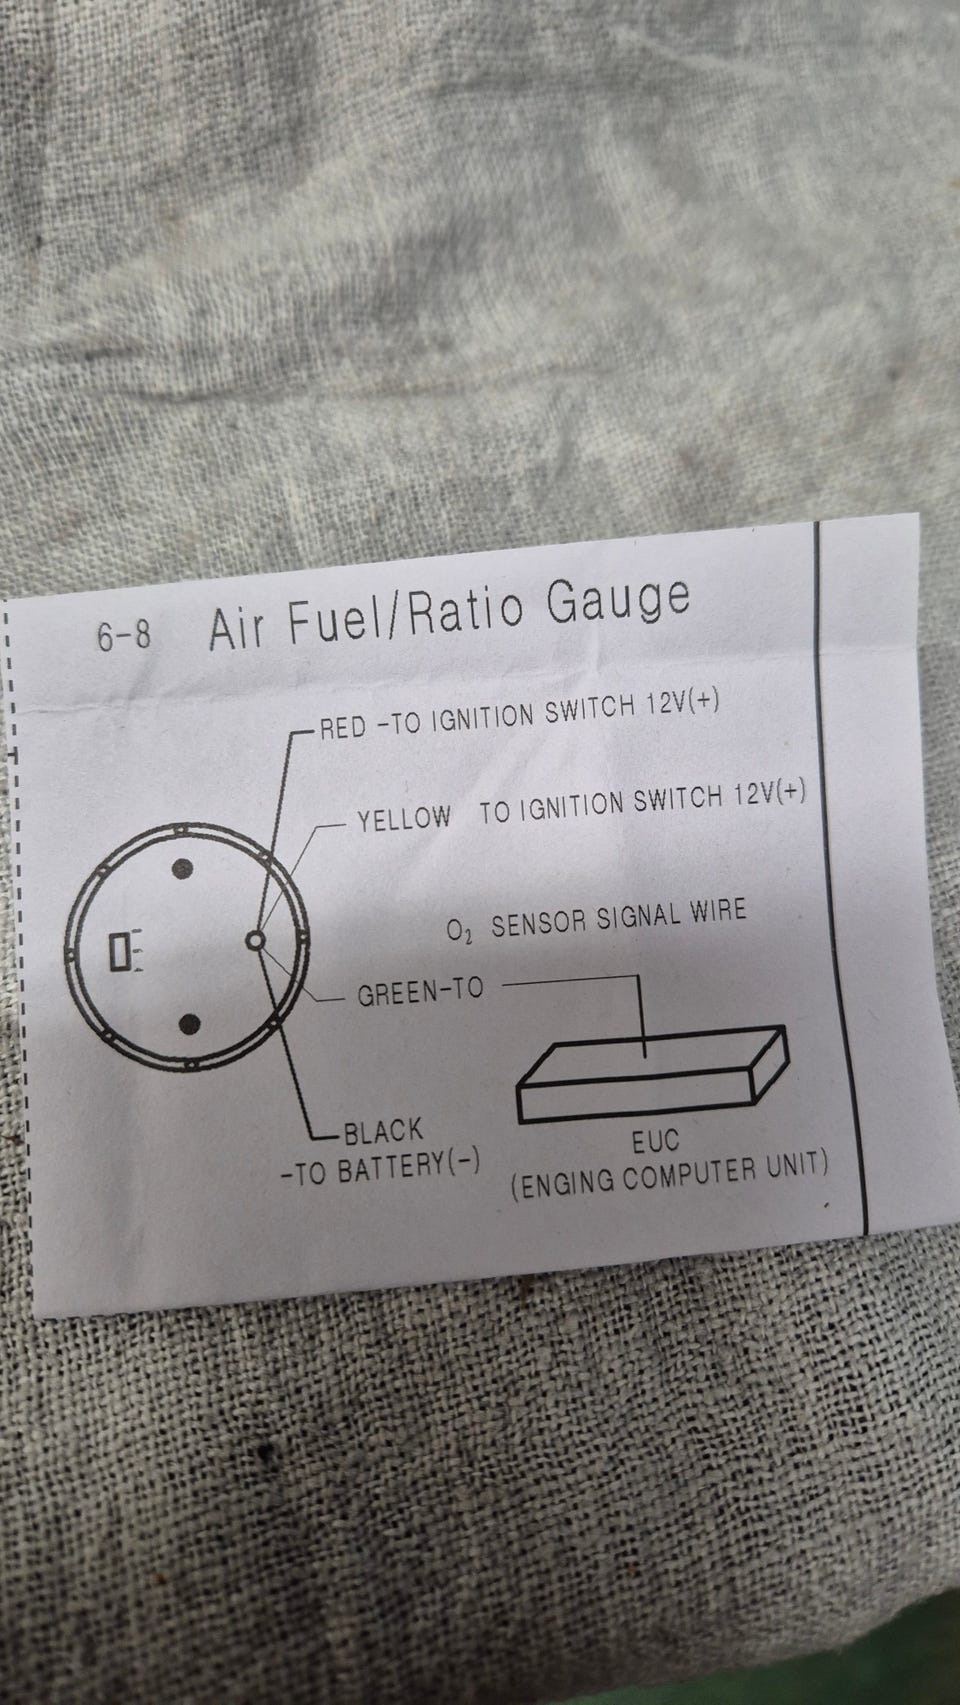 6-8 Air Fuel/Ratio Gauge
RED -TO IGNITION SWITCH 12V(+)
YELLOW TO IGNITION SWITCH 12V(+)
O₂ SENSOR SIGNAL WIRE
GREEN-TO
BLACK
-TO BATTERY(-)
EUC
(ENGING COMPUTER UNIT)